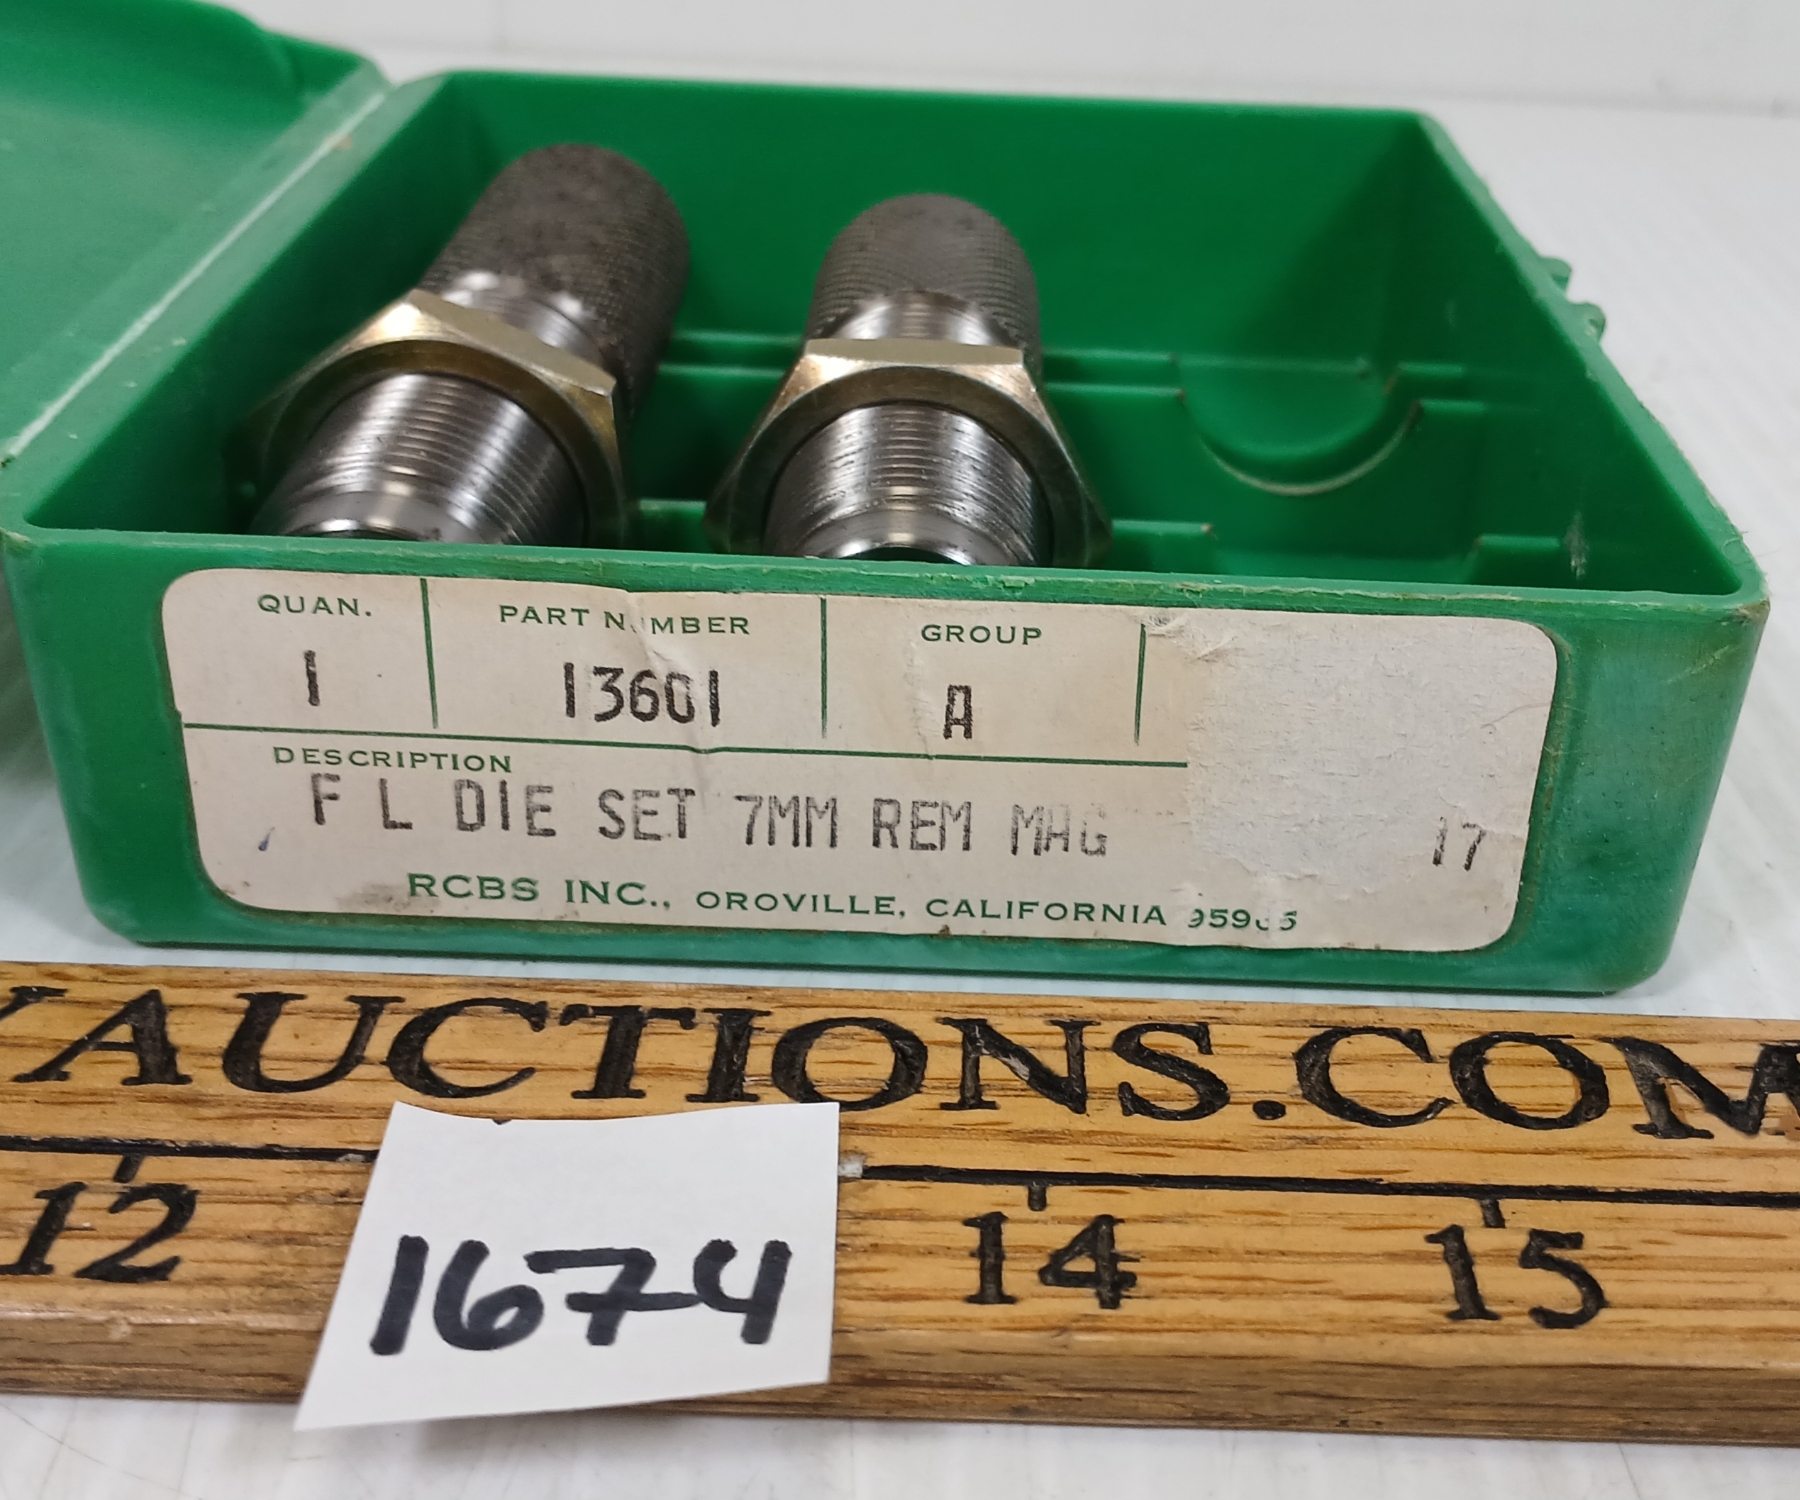 QUAN. PART NUMBER GROUP
1 13601 A
DESCRIPTION
F L DIE SET 7MM REM MAG 17
RCBS INC., OROVILLE, CALIFORNIA
YAUCTIONS.COM
12 14 15
1674